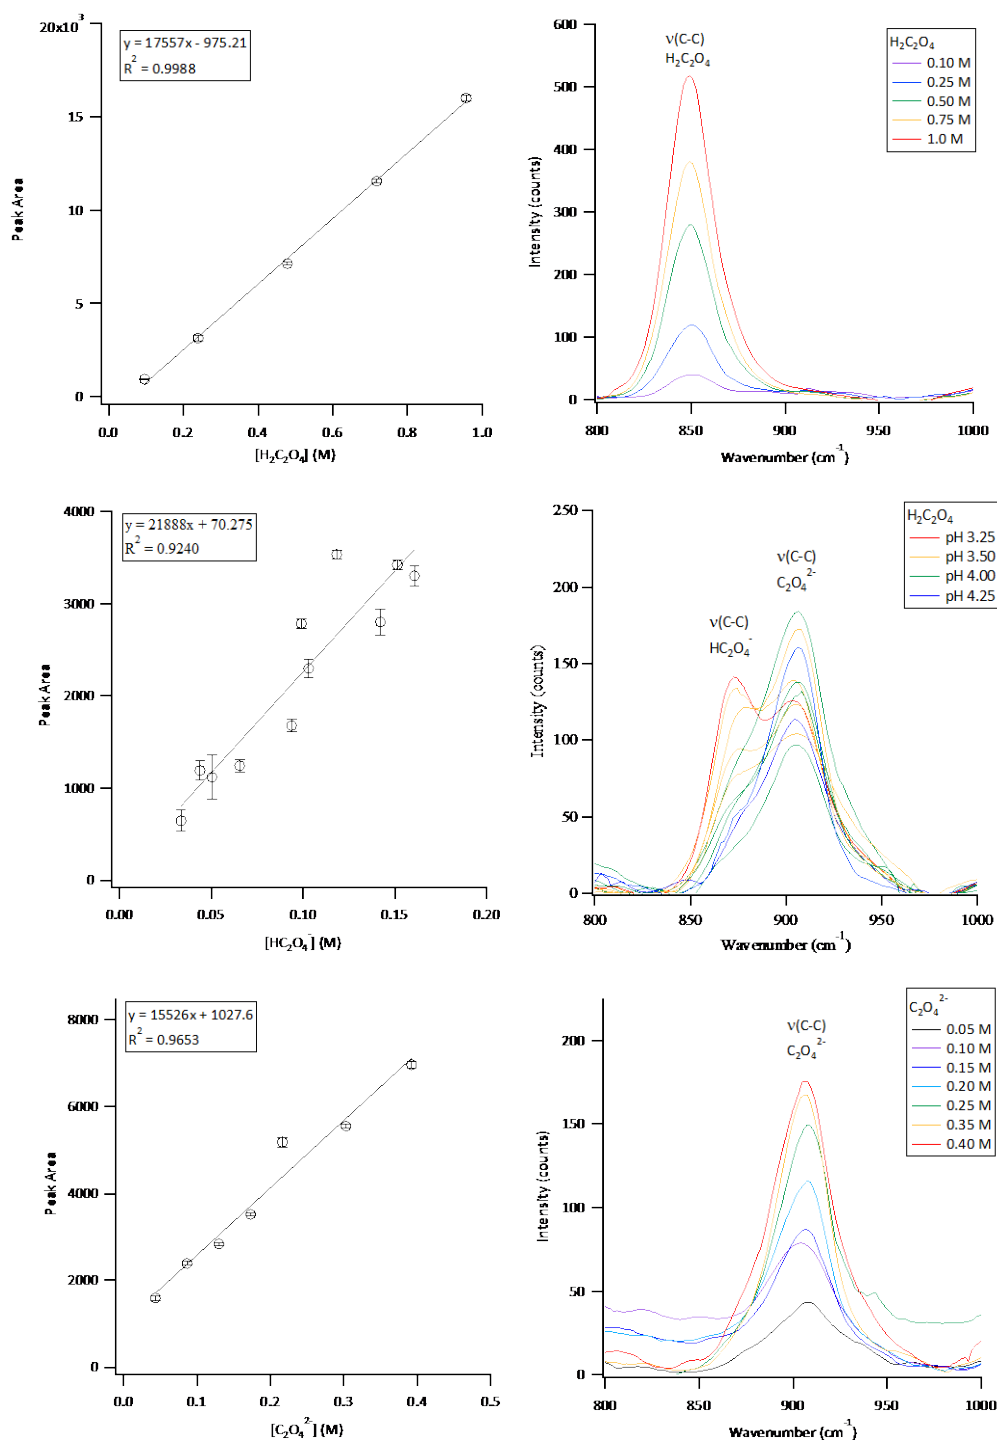 20x10³
y = 17557x - 975.21
R² = 0.9988
15
10
5
0
Peak Area
0.0 0.2 0.4 0.6 0.8 1.0
[H₂C₂O₄] (M)
600
500
400
300
200
100
0
Intensity (counts)
ν(C-C)
H₂C₂O₄
H₂C₂O₄
0.10 M
0.25 M
0.50 M
0.75 M
1.0 M
800 850 900 950 1000
Wavenumber (cm⁻¹)
4000
y = 21888x + 70.275
R² = 0.9240
3000
2000
1000
0
Peak Area
0.00 0.05 0.10 0.15 0.20
[HC₂O₄⁻] (M)
250
200
150
100
50
0
Intensity (counts)
ν(C-C)
C₂O₄²⁻
ν(C-C)
HC₂O₄⁻
H₂C₂O₄
pH 3.25
pH 3.50
pH 4.00
pH 4.25
800 850 900 950 1000
Wavenumber (cm⁻¹)
8000
y = 15526x + 1027.6
R² = 0.9653
6000
4000
2000
0
Peak Area
0.0 0.1 0.2 0.3 0.4 0.5
[C₂O₄²⁻] (M)
200
150
100
50
0
Intensity (counts)
ν(C-C)
C₂O₄²⁻
C₂O₄²⁻
0.05 M
0.10 M
0.15 M
0.20 M
0.25 M
0.35 M
0.40 M
800 850 900 950 1000
Wavenumber (cm⁻¹)